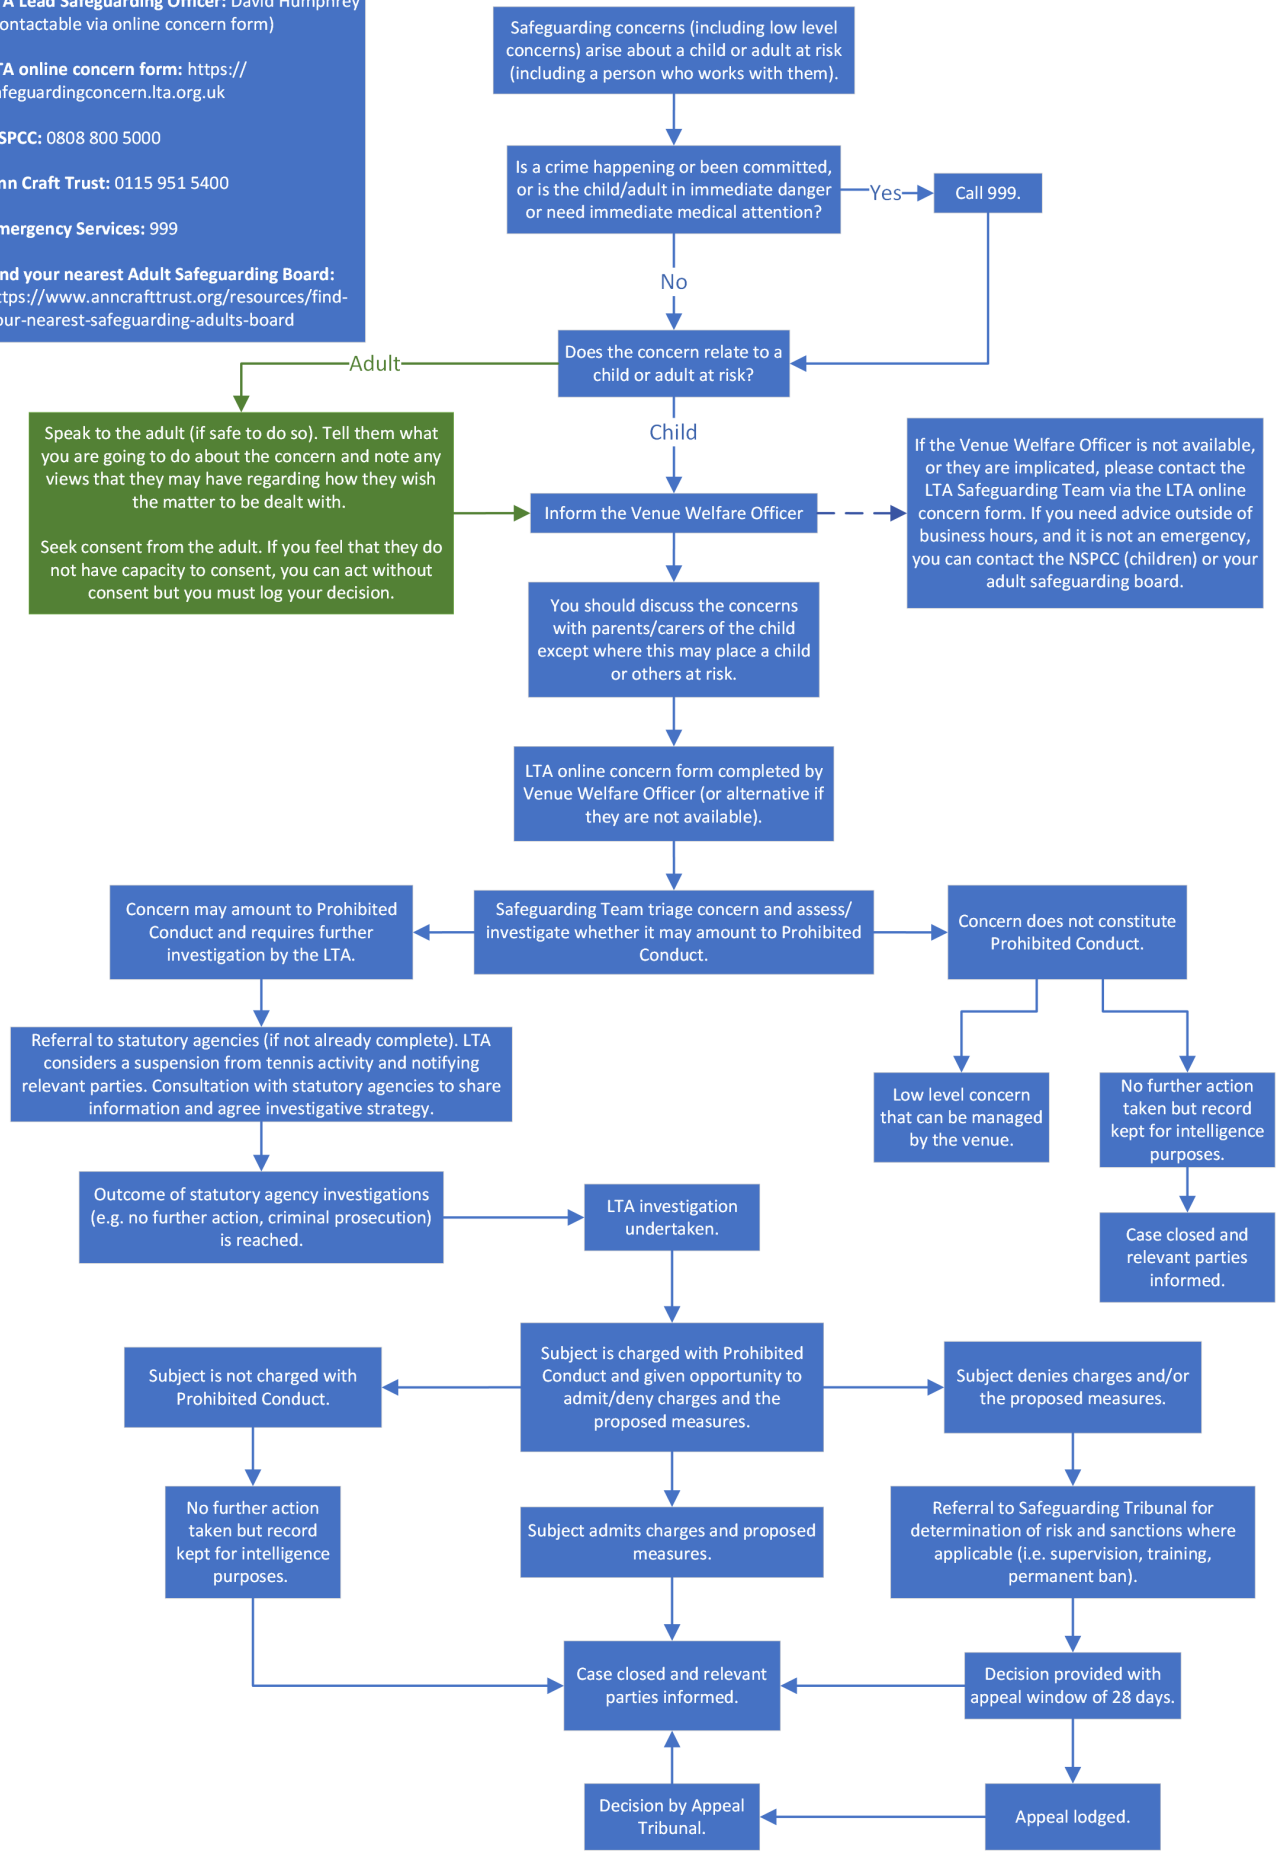 A Lead Safeguarding Officer: David Humphrey
ontactable via online concern form)
TA online concern form: https://
afeguardingconcern.lta.org.uk
SPCC: 0808 800 5000
nn Craft Trust: 0115 951 5400
mergency Services: 999
nd your nearest Adult Safeguarding Board:
ttps://www.anncrafttrust.org/resources/find-
our-nearest-safeguarding-adults-board
Safeguarding concerns (including low level
concerns) arise about a child or adult at risk
(including a person who works with them).
Is a crime happening or been committed,
or is the child/adult in immediate danger
or need immediate medical attention?
Yes
Call 999.
No
Does the concern relate to a
child or adult at risk?
Adult
Child
Speak to the adult (if safe to do so). Tell them what
you are going to do about the concern and note any
views that they may have regarding how they wish
the matter to be dealt with.
Seek consent from the adult. If you feel that they do
not have capacity to consent, you can act without
consent but you must log your decision.
Inform the Venue Welfare Officer
If the Venue Welfare Officer is not available,
or they are implicated, please contact the
LTA Safeguarding Team via the LTA online
concern form. If you need advice outside of
business hours, and it is not an emergency,
you can contact the NSPCC (children) or your
adult safeguarding board.
You should discuss the concerns
with parents/carers of the child
except where this may place a child
or others at risk.
LTA online concern form completed by
Venue Welfare Officer (or alternative if
they are not available).
Concern may amount to Prohibited
Conduct and requires further
investigation by the LTA.
Safeguarding Team triage concern and assess/
investigate whether it may amount to Prohibited
Conduct.
Concern does not constitute
Prohibited Conduct.
Referral to statutory agencies (if not already complete). LTA
considers a suspension from tennis activity and notifying
relevant parties. Consultation with statutory agencies to share
information and agree investigative strategy.
Low level concern
that can be managed
by the venue.
No further action
taken but record
kept for intelligence
purposes.
Outcome of statutory agency investigations
(e.g. no further action, criminal prosecution)
is reached.
LTA investigation
undertaken.
Case closed and
relevant parties
informed.
Subject is not charged with
Prohibited Conduct.
Subject is charged with Prohibited
Conduct and given opportunity to
admit/deny charges and the
proposed measures.
Subject denies charges and/or
the proposed measures.
No further action
taken but record
kept for intelligence
purposes.
Subject admits charges and proposed
measures.
Referral to Safeguarding Tribunal for
determination of risk and sanctions where
applicable (i.e. supervision, training,
permanent ban).
Case closed and relevant
parties informed.
Decision provided with
appeal window of 28 days.
Decision by Appeal
Tribunal.
Appeal lodged.